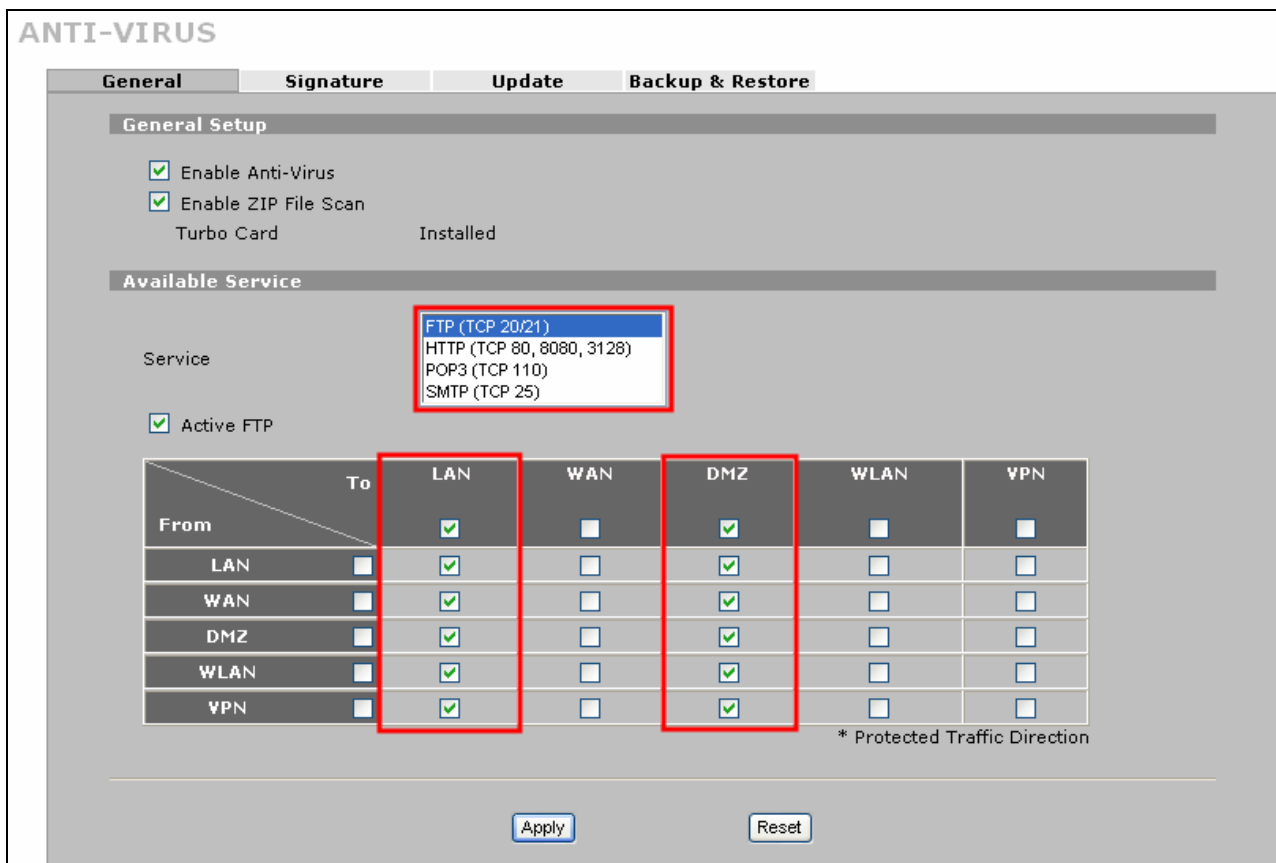 ANTI-VIRUS
General Signature Update Backup & Restore
General Setup
Enable Anti-Virus
Enable ZIP File Scan
Turbo Card Installed
Available Service
Service
FTP (TCP 20/21)
HTTP (TCP 80, 8080, 3128)
POP3 (TCP 110)
SMTP (TCP 25)
Active FTP
To LAN WAN DMZ WLAN VPN
From
LAN
WAN
DMZ
WLAN
VPN
* Protected Traffic Direction
Apply Reset